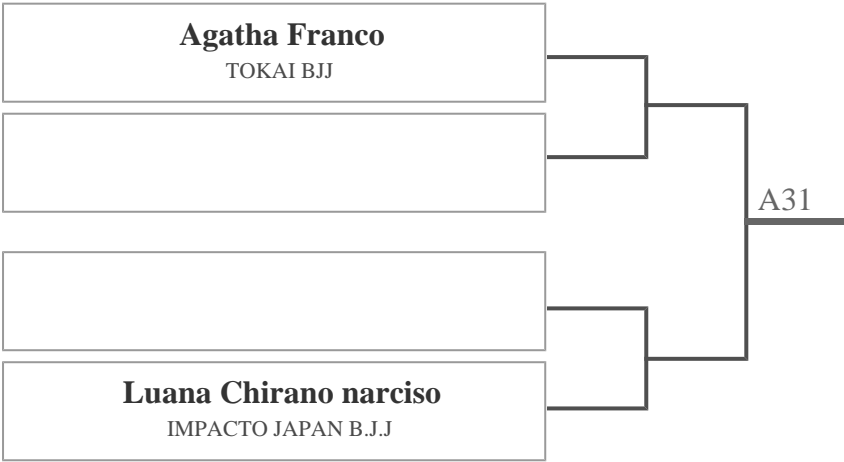 Agatha Franco
TOKAI BJJ
A31
Luana Chirano narciso
IMPACTO JAPAN B.J.J